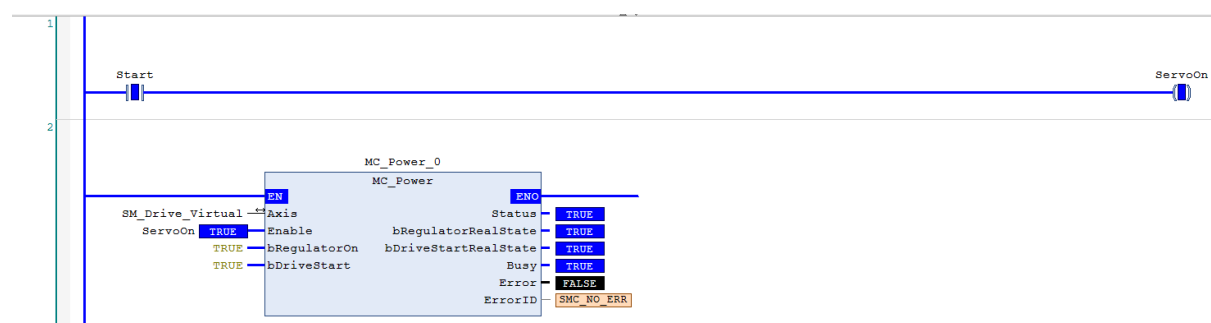 1
Start ServoOn
2
MC_Power_0
MC_Power
EN ENO
SM_Drive_Virtual Axis Status TRUE
ServoOn TRUE Enable bRegulatorRealState TRUE
TRUE bRegulatorOn bDriveStartRealState TRUE
TRUE bDriveStart Busy TRUE
Error FALSE
ErrorID SMC_NO_ERR